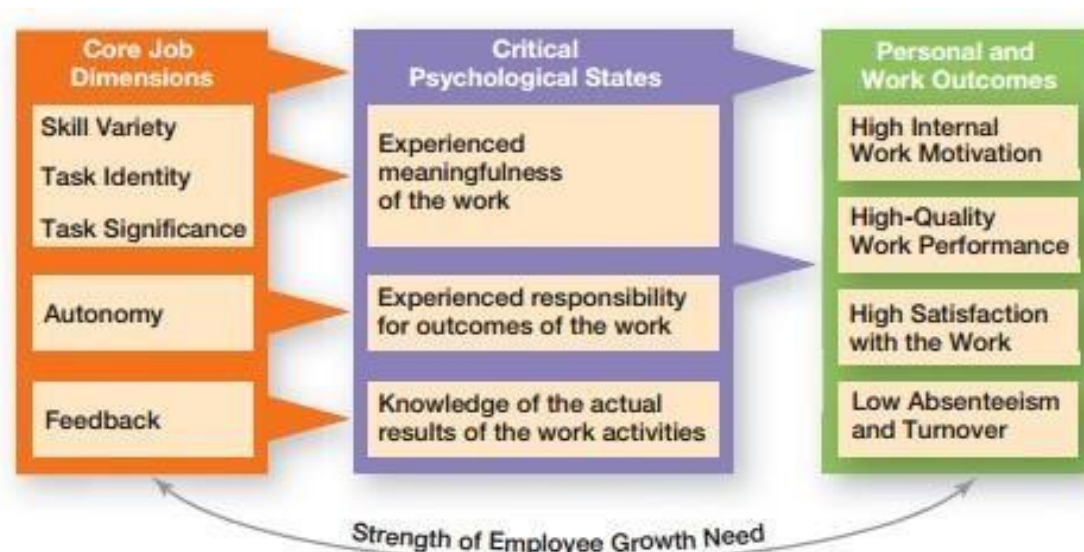 Core Job
Dimensions
Skill Variety
Task Identity
Task Significance
Autonomy
Feedback
Critical
Psychological States
Experienced
meaningfulness
of the work
Experienced responsibility
for outcomes of the work
Knowledge of the actual
results of the work activities
Personal and
Work Outcomes
High Internal
Work Motivation
High-Quality
Work Performance
High Satisfaction
with the Work
Low Absenteeism
and Turnover
Strength of Employee Growth Need